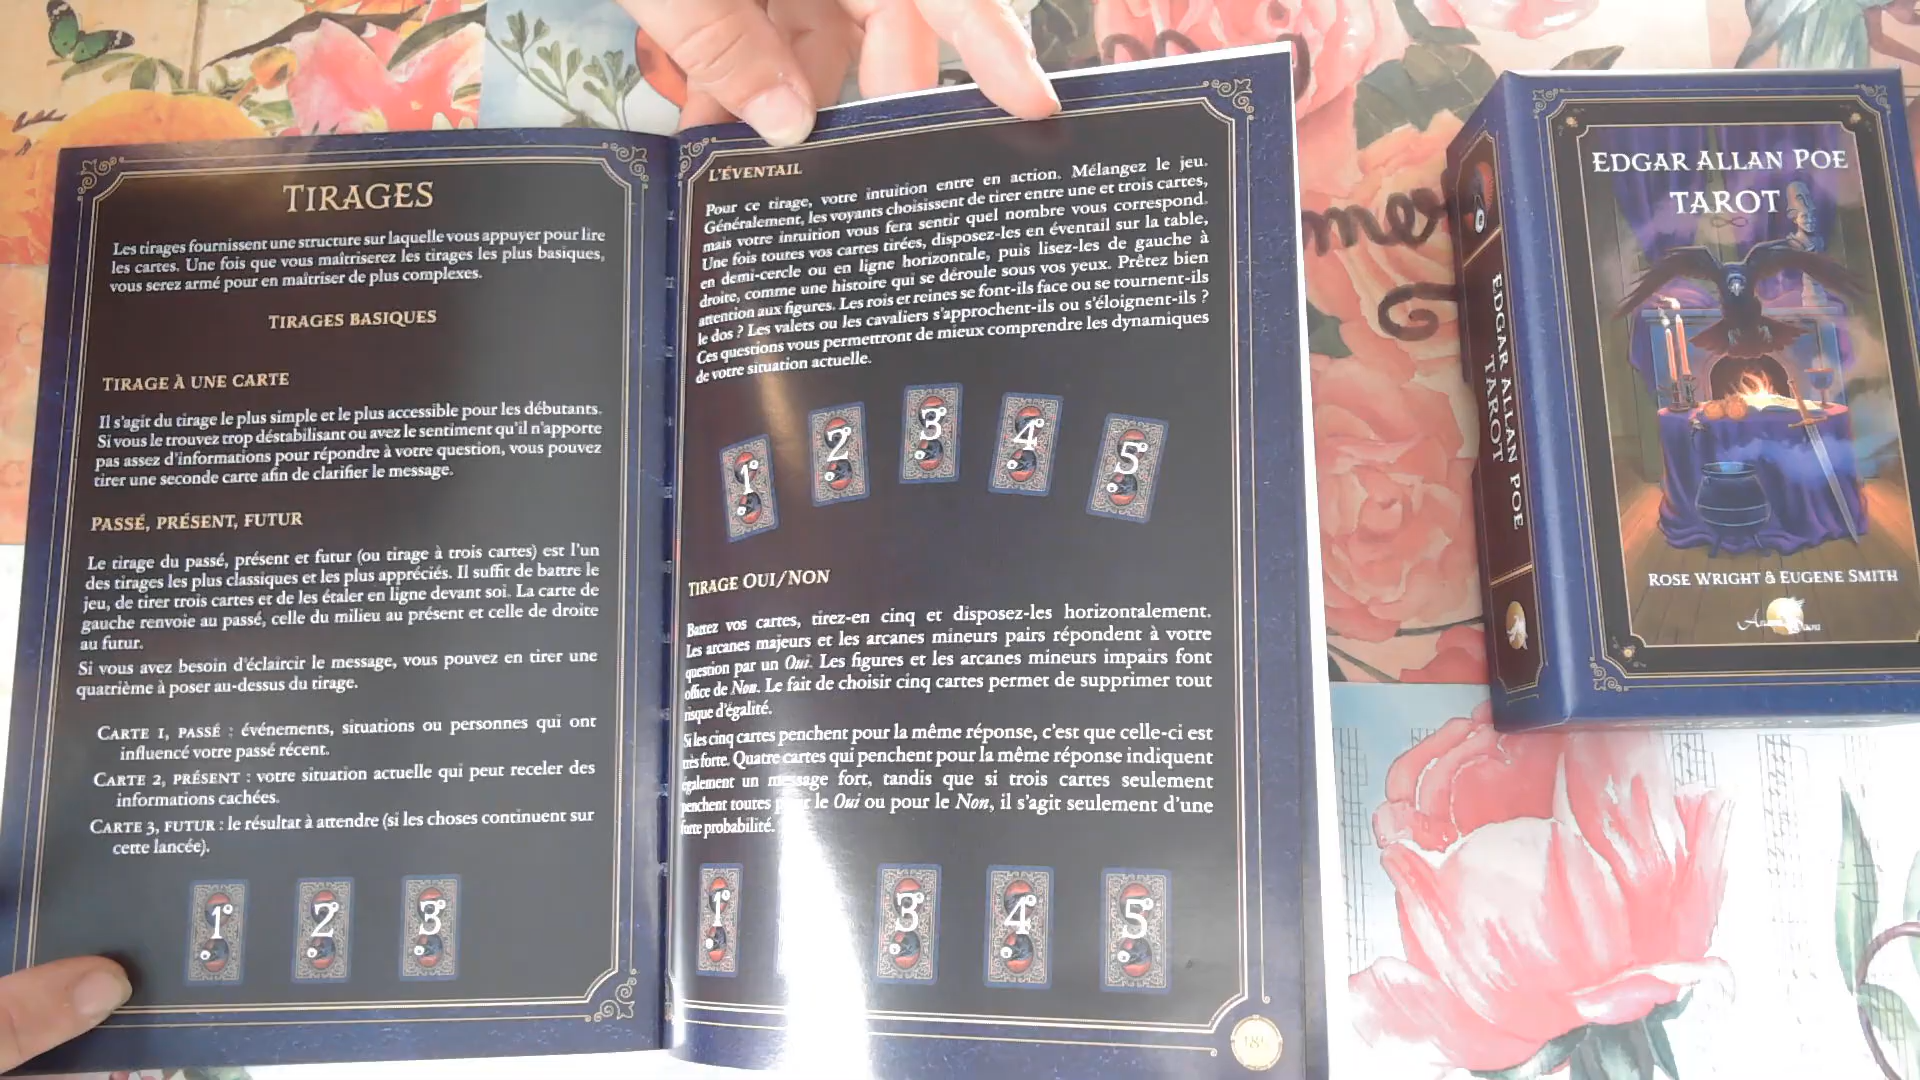 TIRAGES
Les tirages fournissent une structure sur laquelle vous appuyer pour lire
les cartes. Une fois que vous maîtriserez les tirages les plus basiques,
vous serez armé pour en maîtriser de plus complexes.
TIRAGES BASIQUES
TIRAGE À UNE CARTE
Il s'agit du tirage le plus simple et le plus accessible pour les débutants.
Si vous le trouvez trop déstabilisant ou avez le sentiment qu'il n'apporte
pas assez d'informations pour répondre à votre question, vous pouvez
tirer une seconde carte afin de clarifier le message.
PASSÉ, PRÉSENT, FUTUR
Le tirage du passé, présent et futur (ou tirage à trois cartes) est l'un
des tirages les plus classiques et les plus appréciés. Il suffit de battre le
jeu, de tirer trois cartes et de les étaler en ligne devant soi. La carte de
gauche renvoie au passé, celle du milieu au présent et celle de droite
au futur.
Si vous avez besoin d'éclaircir le message, vous pouvez en tirer une
quatrième à poser au-dessus du tirage.
CARTE 1, PASSÉ : événements, situations ou personnes qui ont
influencé votre passé récent.
CARTE 2, PRÉSENT : votre situation actuelle qui peut receler des
informations cachées.
CARTE 3, FUTUR : le résultat à attendre (si les choses continuent sur
cette lancée).
1 2 3
L'ÉVENTAIL
Pour ce tirage, votre intuition entre en action. Mélangez le jeu.
Généralement, les voyants choisissent de tirer entre une et trois cartes,
mais votre intuition vous fera sentir quel nombre vous correspond.
Une fois toutes vos cartes tirées, disposez-les en éventail sur la table,
en demi-cercle ou en ligne horizontale, puis lisez-les de gauche à
droite, comme une histoire qui se déroule sous vos yeux. Prêtez bien
attention aux figures. Les rois et reines se font-ils face ou se tournent-ils
le dos ? Les valets ou les cavaliers s'approchent-ils ou s'éloignent-ils ?
Ces questions vous permettront de mieux comprendre les dynamiques
de votre situation actuelle.
1 2 3 4 5
TIRAGE OUI/NON
Battez vos cartes, tirez-en cinq et disposez-les horizontalement.
Les arcanes majeurs et les arcanes mineurs pairs répondent à votre
question par un Oui. Les figures et les arcanes mineurs impairs font
office de Non. Le fait de choisir cinq cartes permet de supprimer tout
risque d'égalité.
Si les cinq cartes penchent pour la même réponse, c'est que celle-ci est
très forte. Quatre cartes qui penchent pour la même réponse indiquent
également un message fort, tandis que si trois cartes seulement
penchent toutes pour le Oui ou pour le Non, il s'agit seulement d'une
forte probabilité.
1 3 4 5
EDGAR ALLAN POE
TAROT
EDGAR ALLAN POE
TAROT
ROSE WRIGHT & EUGENE SMITH